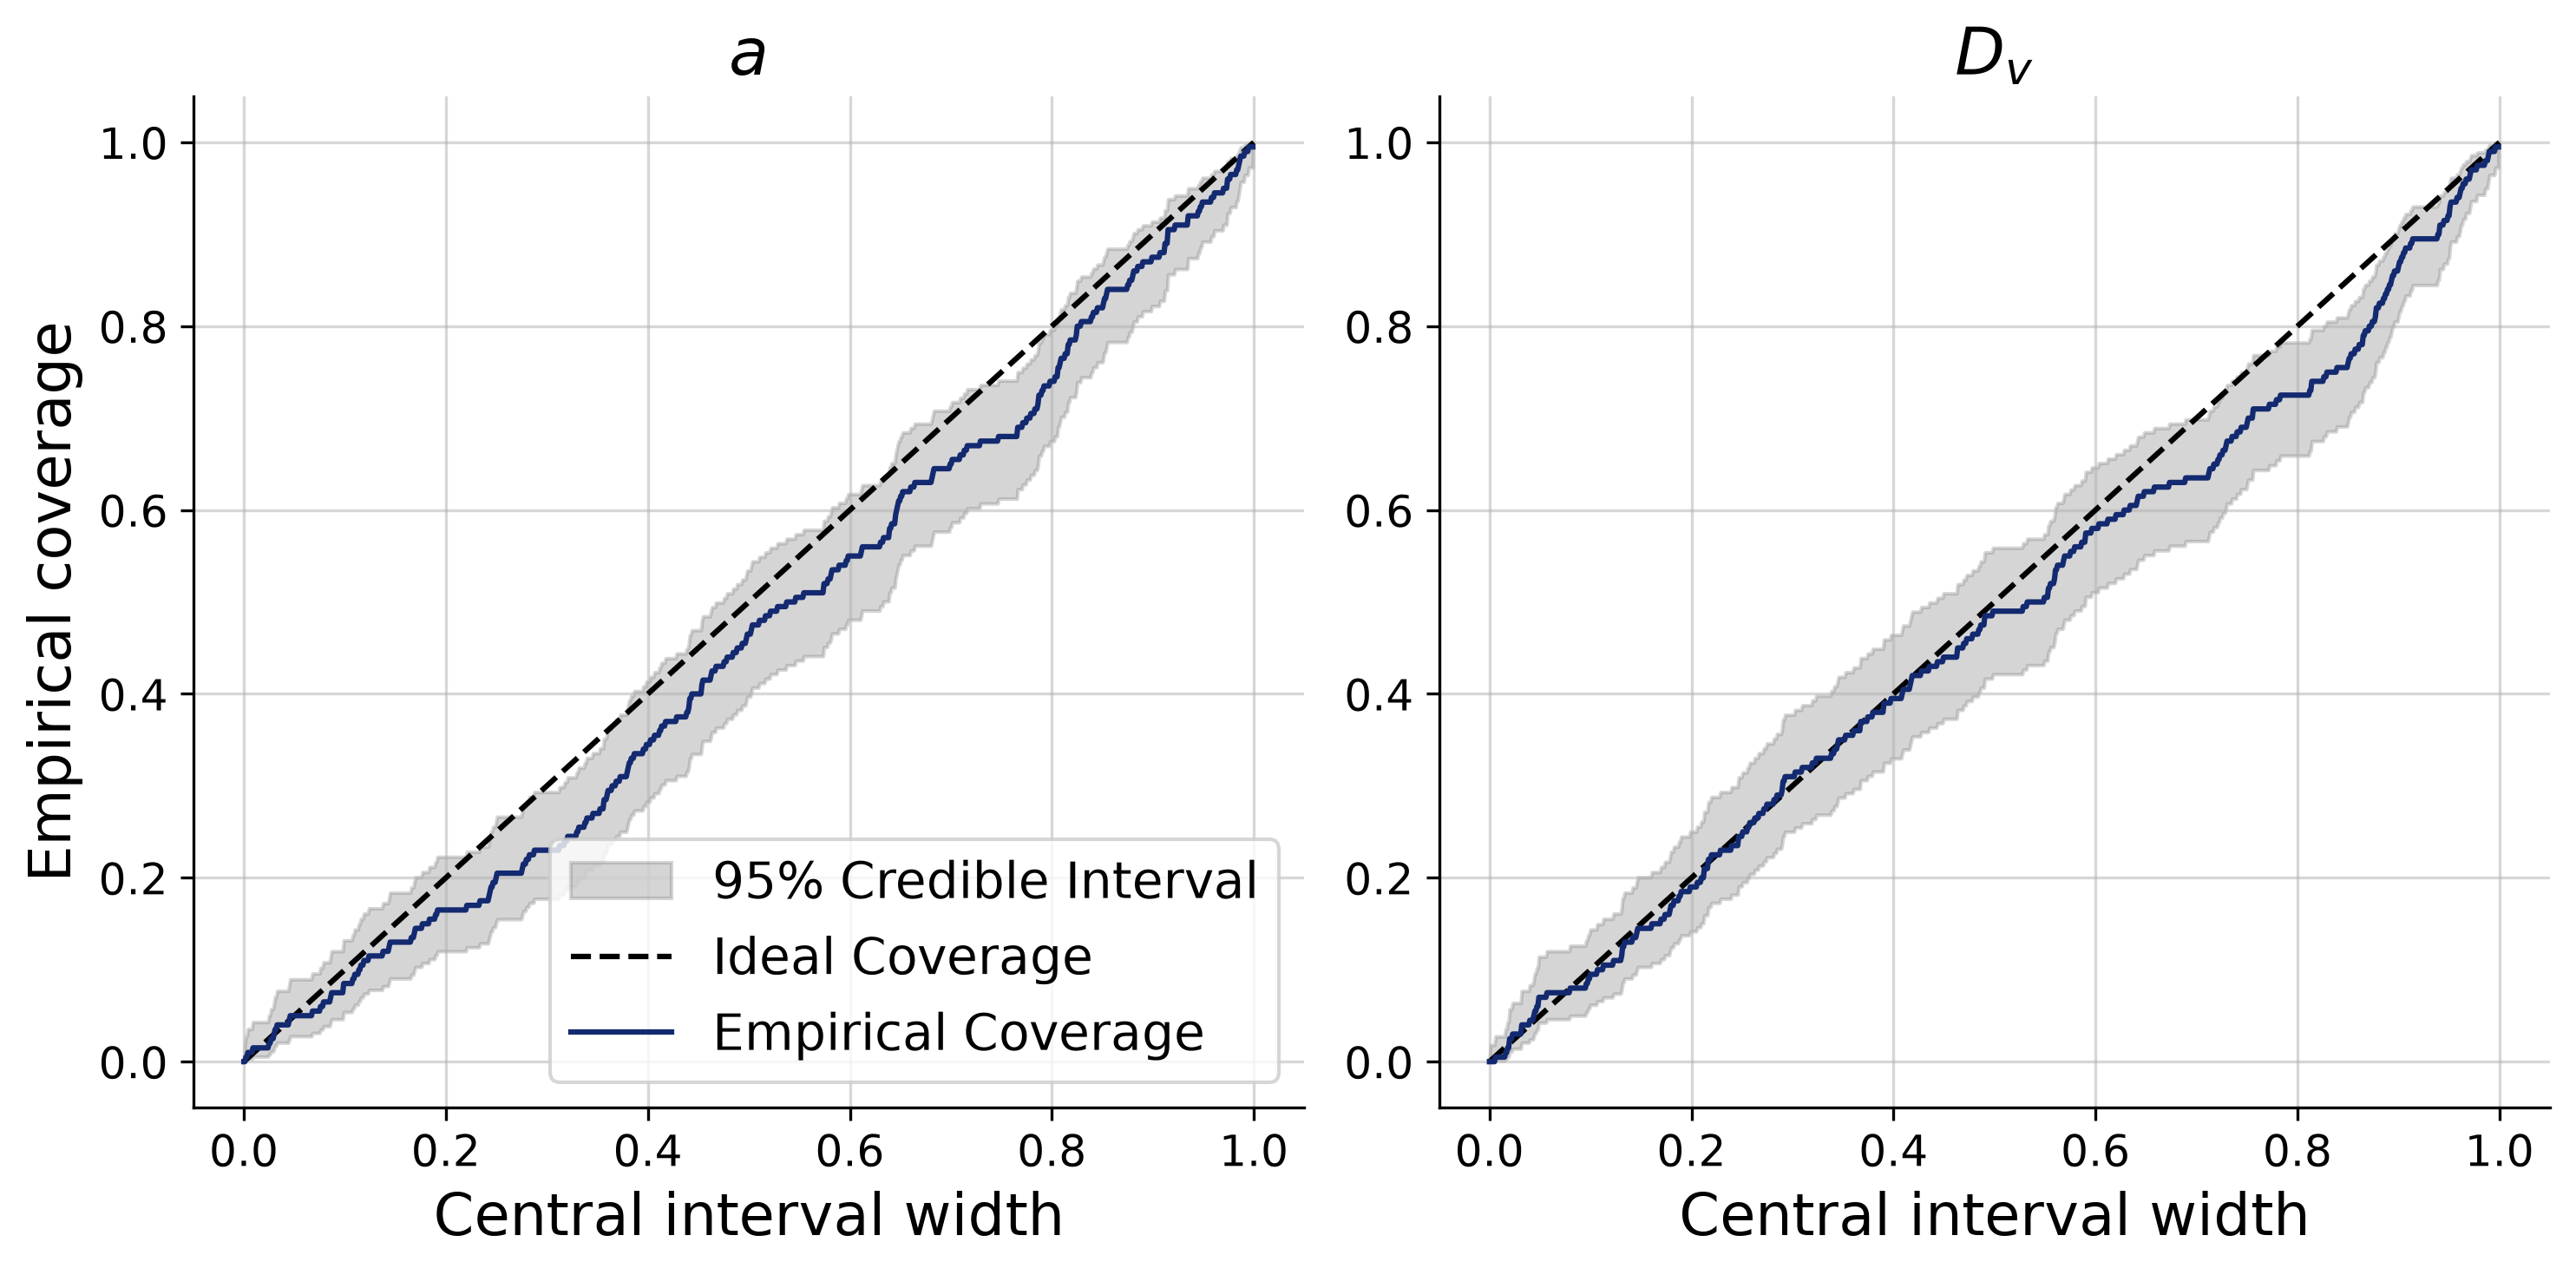 a
Empirical coverage
1.0
0.8
0.6
0.4
0.2
0.0
95% Credible Interval
Ideal Coverage
Empirical Coverage
0.0 0.2 0.4 0.6 0.8 1.0
Central interval width
D_v
1.0
0.8
0.6
0.4
0.2
0.0
0.0 0.2 0.4 0.6 0.8 1.0
Central interval width